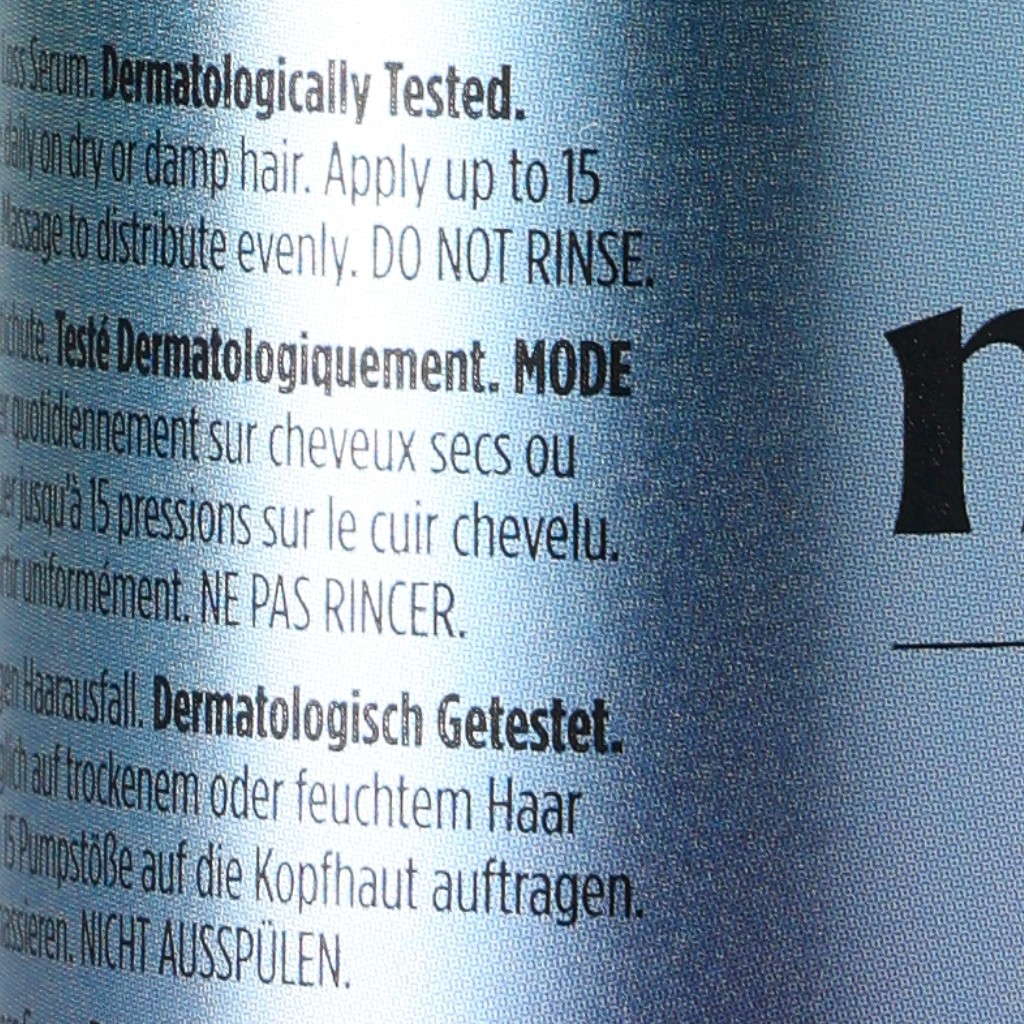 Serum. Dermatologically Tested.
daily on dry or damp hair. Apply up to 15
Massage to distribute evenly. DO NOT RINSE.
chute. Testé Dermatologiquement. MODE
quotidiennement sur cheveux secs ou
jusqu'à 15 pressions sur le cuir chevelu.
uniformément. NE PAS RINCER.
Haarausfall. Dermatologisch Getestet.
auf trockenem oder feuchtem Haar
15 Pumpstöße auf die Kopfhaut auftragen.
NICHT AUSSPÜLEN.